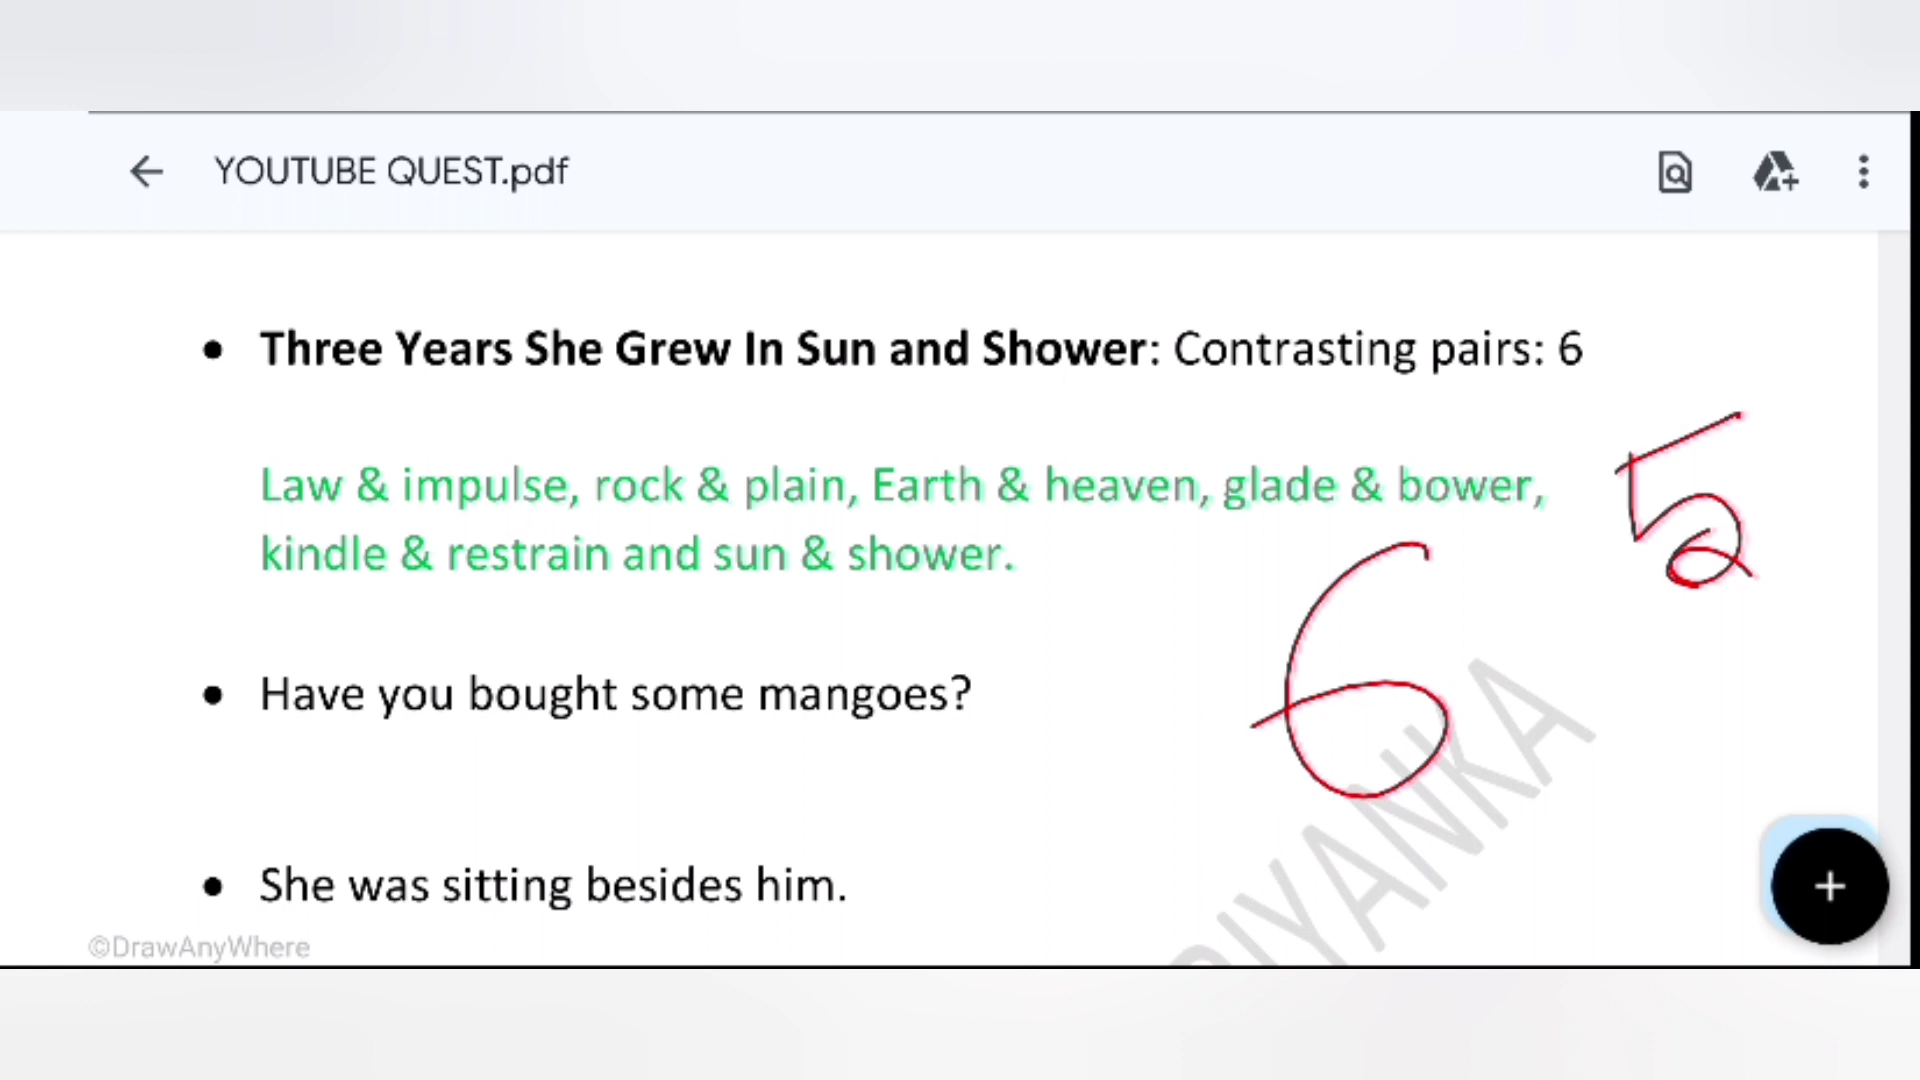 YOUTUBE QUEST.pdf
• Three Years She Grew In Sun and Shower: Contrasting pairs: 6
Law & impulse, rock & plain, Earth & heaven, glade & bower,
kindle & restrain and sun & shower.
5
6
• Have you bought some mangoes?
• She was sitting besides him.
RIYANKA
©DrawAnyWhere